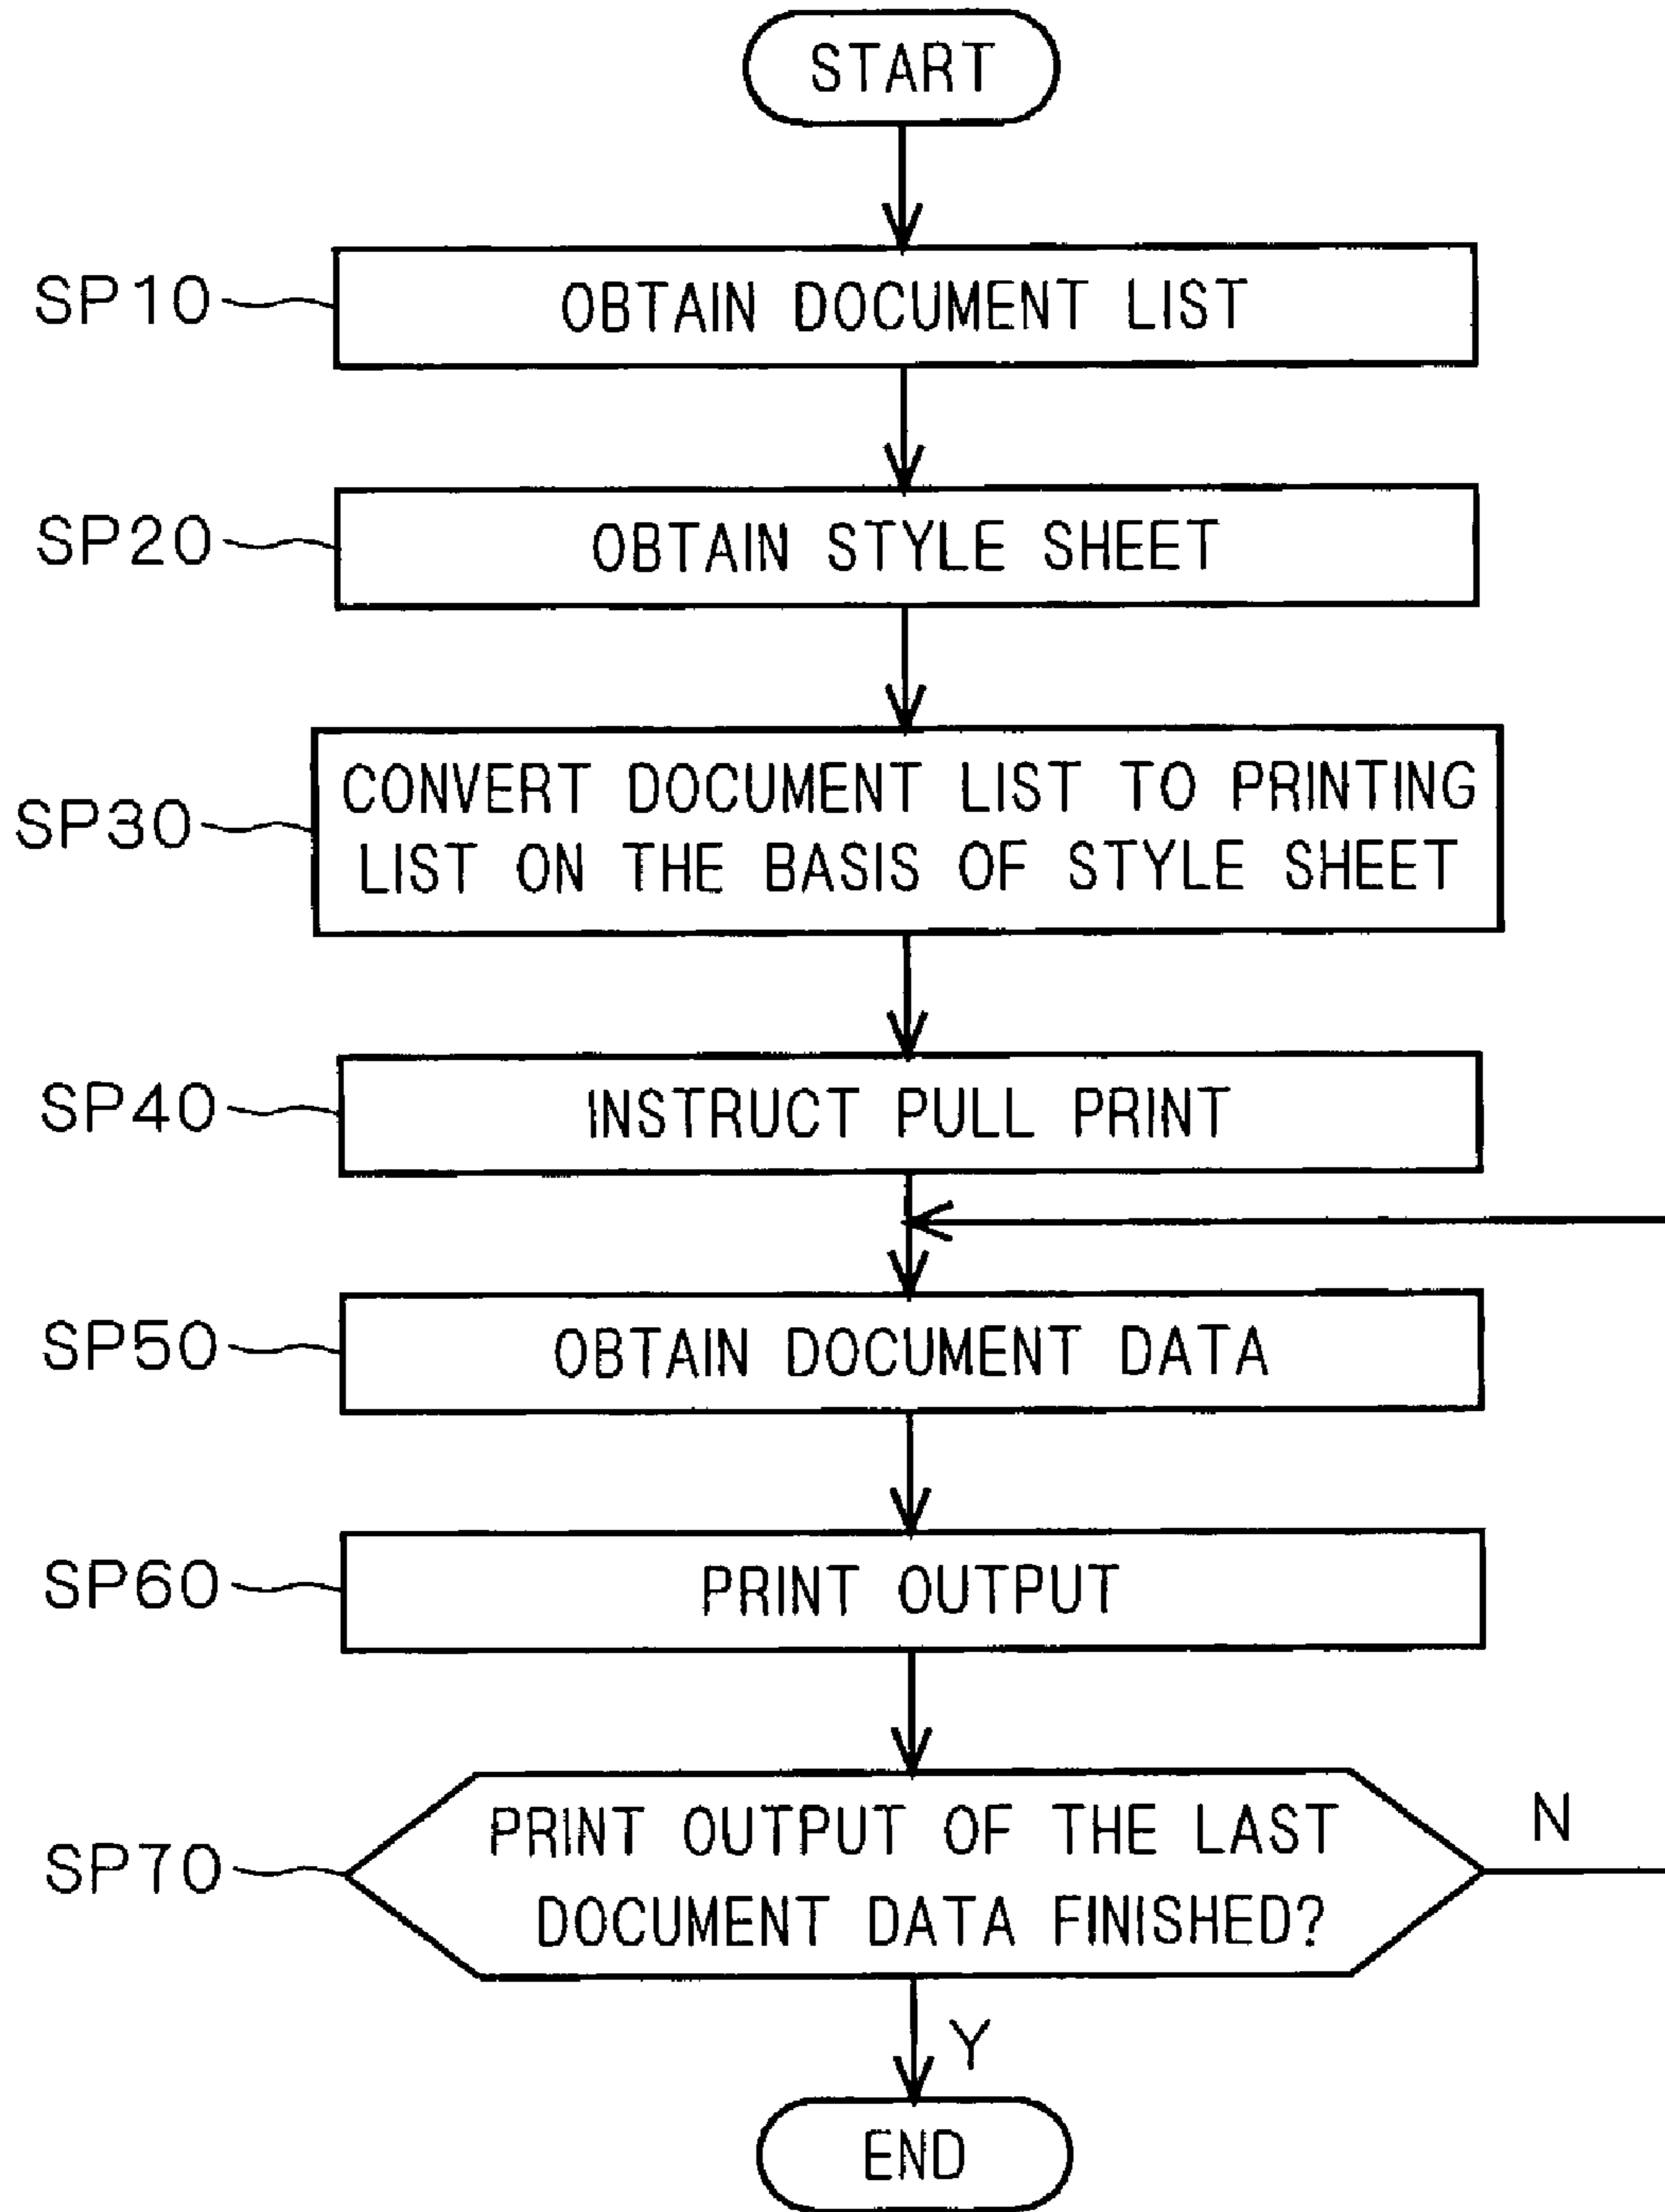 START
SP10
OBTAIN DOCUMENT LIST
SP20
OBTAIN STYLE SHEET
SP30
CONVERT DOCUMENT LIST TO PRINTING
LIST ON THE BASIS OF STYLE SHEET
SP40
INSTRUCT PULL PRINT
SP50
OBTAIN DOCUMENT DATA
SP60
PRINT OUTPUT
SP70
PRINT OUTPUT OF THE LAST
DOCUMENT DATA FINISHED?
N
Y
END